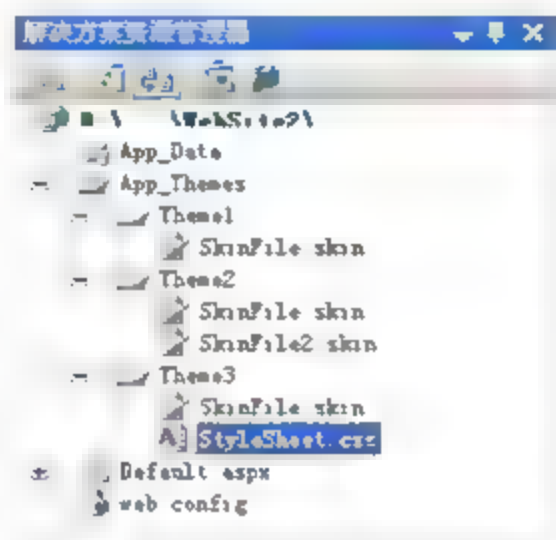 解决方案资源管理器
\WebSite2\
App_Data
App_Themes
Theme1
SkinFile skin
Theme2
SkinFile skin
SkinFile2 skin
Theme3
SkinFile skin
StyleSheet.css
Default aspx
web config